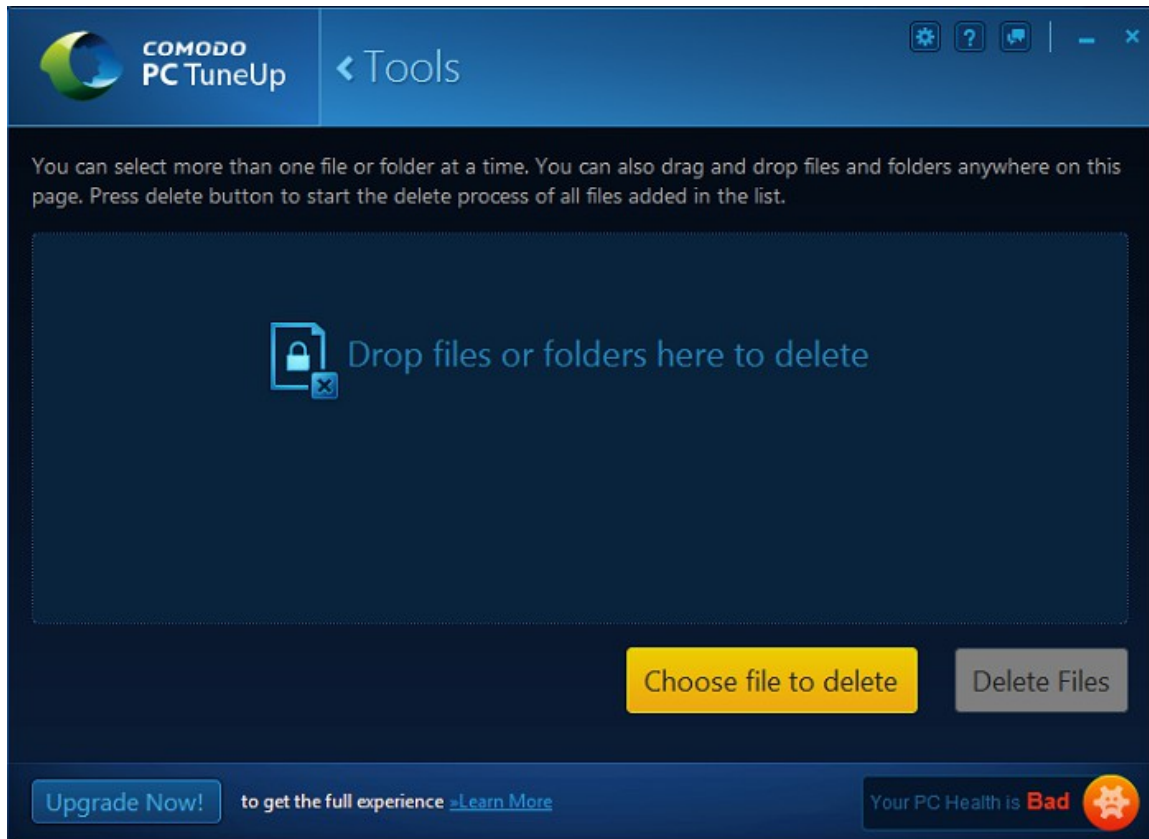 COMODO
PC TuneUp
Tools
?
You can select more than one file or folder at a time. You can also drag and drop files and folders anywhere on this
page. Press delete button to start the delete process of all files added in the list.
Drop files or folders here to delete
Choose file to delete
Delete Files
Upgrade Now!
to get the full experience »Learn More
Your PC Health is Bad